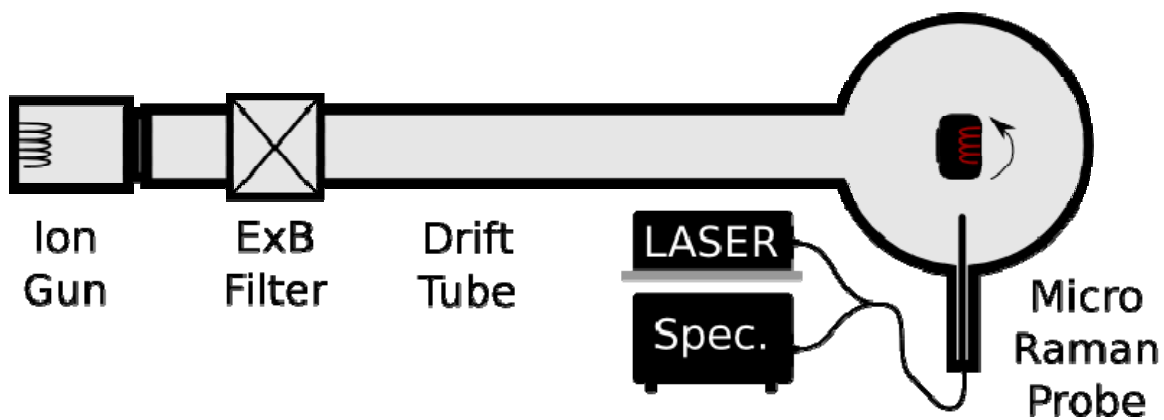 Ion
Gun
ExB
Filter
Drift
Tube
LASER
Spec.
Micro
Raman
Probe